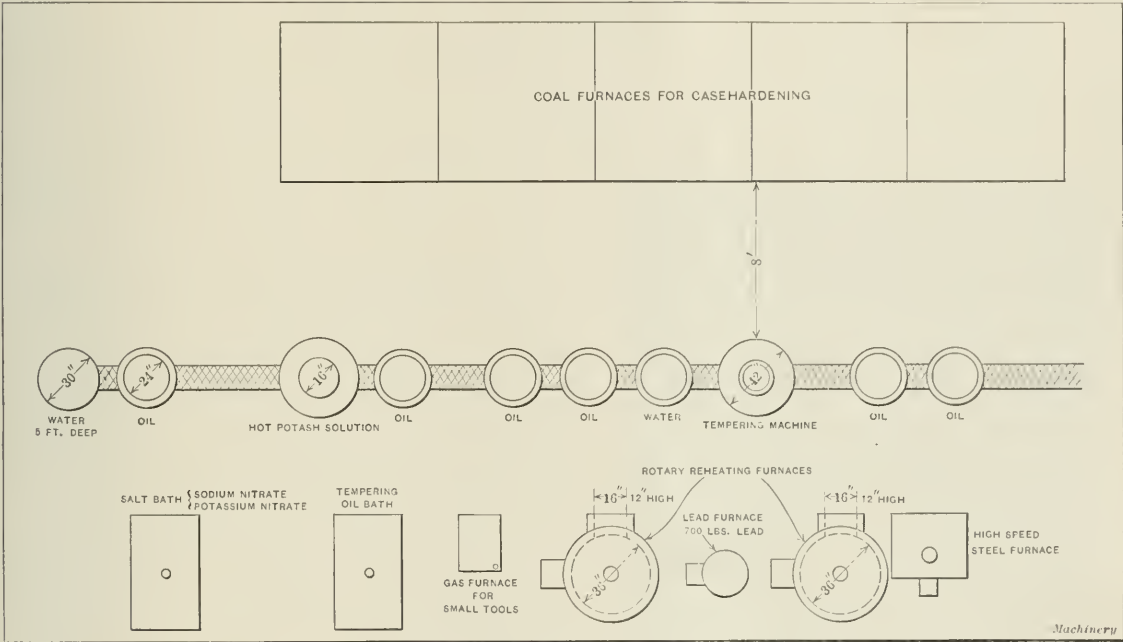 COAL FURNACES FOR CASEHARDENING
8'
30"
24"
16"
42
WATER
5 FT. DEEP
OIL
HOT POTASH SOLUTION
OIL
OIL
OIL
WATER
TEMPERING MACHINE
OIL
OIL
ROTARY REHEATING FURNACES
SALT BATH { SODIUM NITRATE
POTASSIUM NITRATE
TEMPERING
OIL BATH
16" 12" HIGH
16" 12" HIGH
LEAD FURNACE
700 LBS. LEAD
HIGH SPEED
STEEL FURNACE
36"
36"
GAS FURNACE
FOR
SMALL TOOLS
Machinery